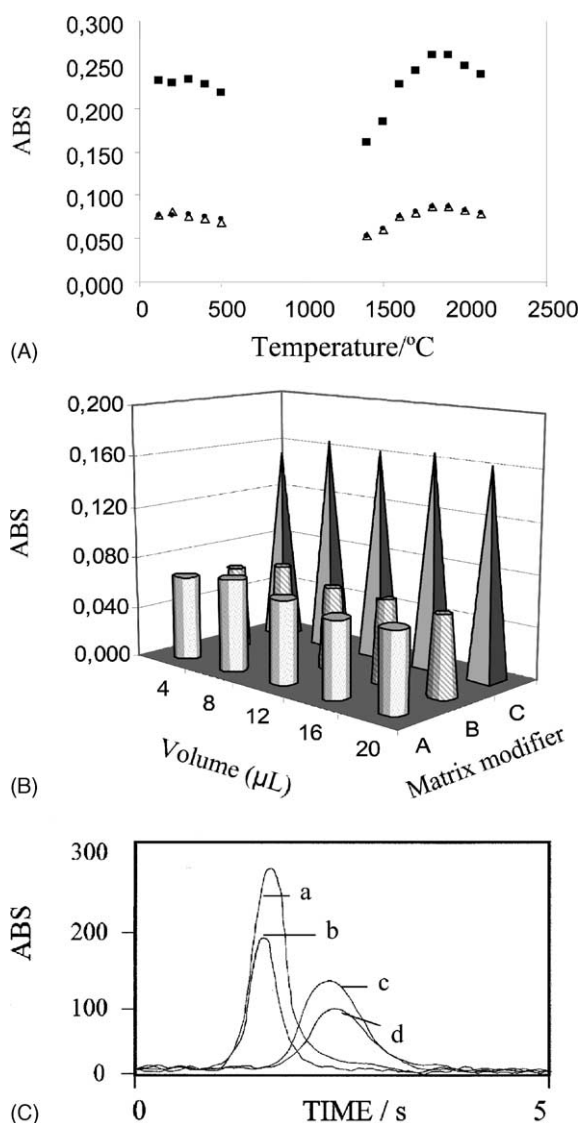 0,300
0,250
0,200
0,150
0,100
0,050
0,000
ABS
0 500 1000 1500 2000 2500
Temperature/ºC
(A)
0,200
0,160
0,120
0,080
0,040
0,000
ABS
4
8
12
16
20
A
B
C
Volume (µL)
Matrix modifier
(B)
300
200
100
0
ABS
a
b
c
d
0 TIME / s 5
(C)